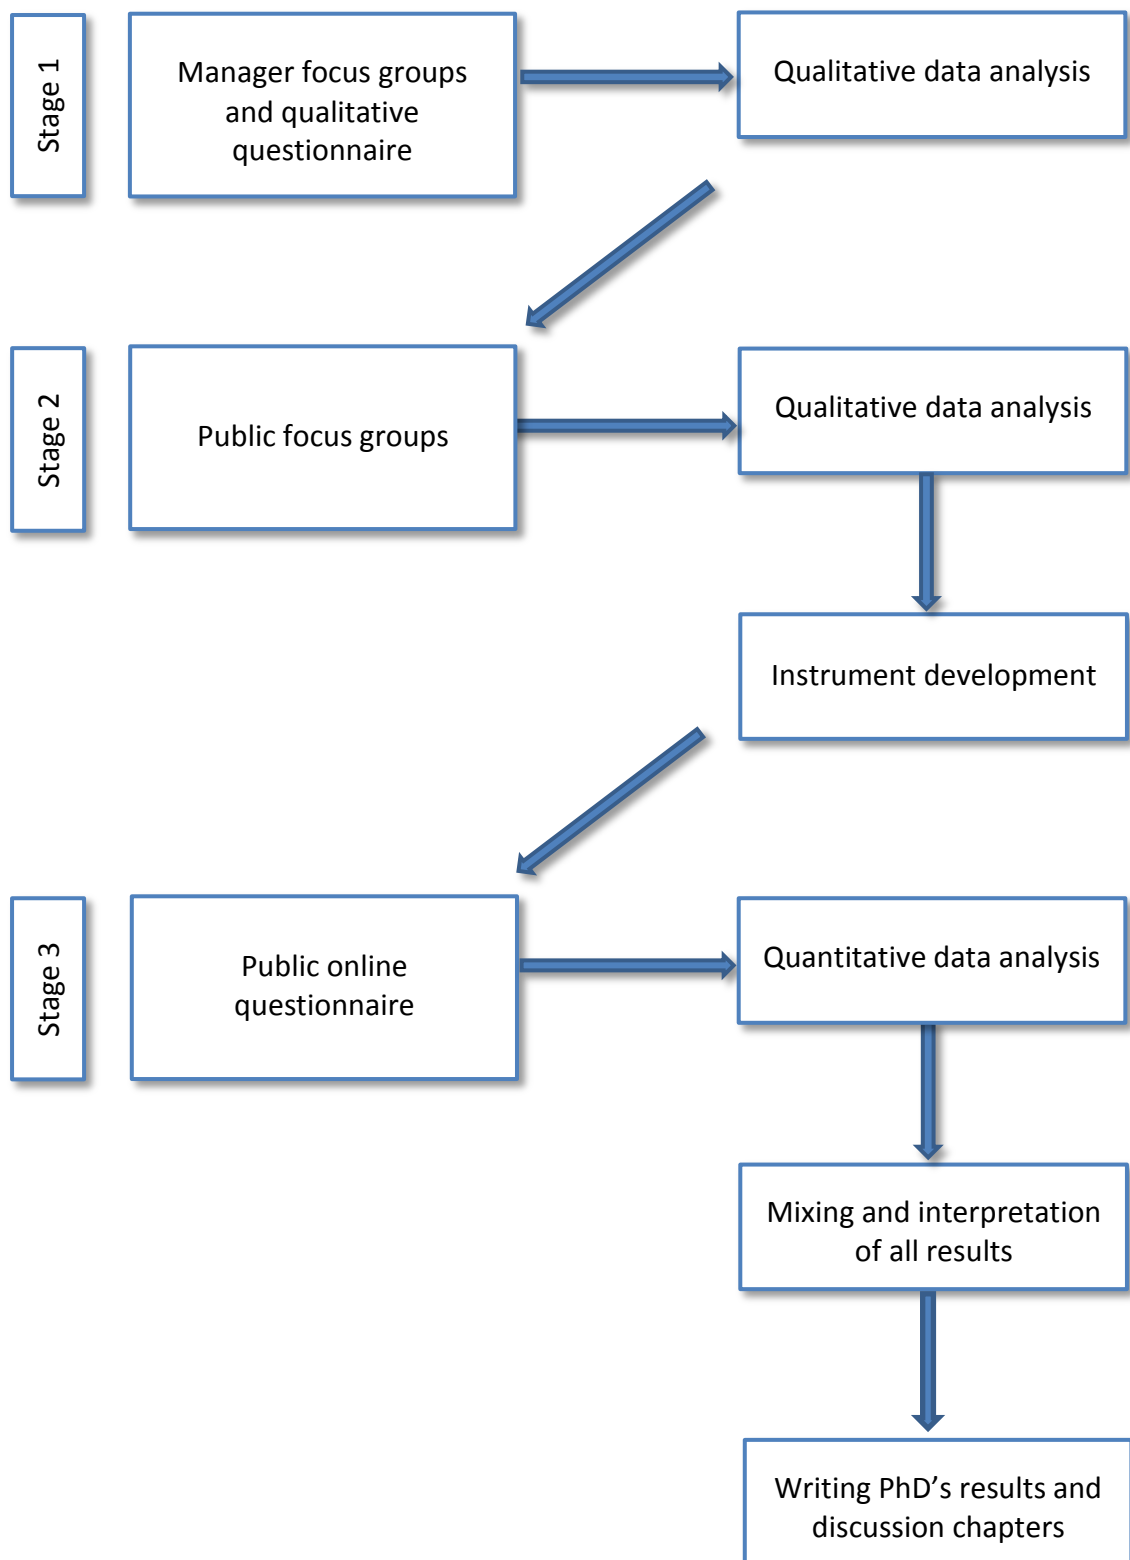 Stage 1
Manager focus groups
and qualitative
questionnaire
Qualitative data analysis
Stage 2
Public focus groups
Qualitative data analysis
Instrument development
Stage 3
Public online
questionnaire
Quantitative data analysis
Mixing and interpretation
of all results
Writing PhD’s results and
discussion chapters